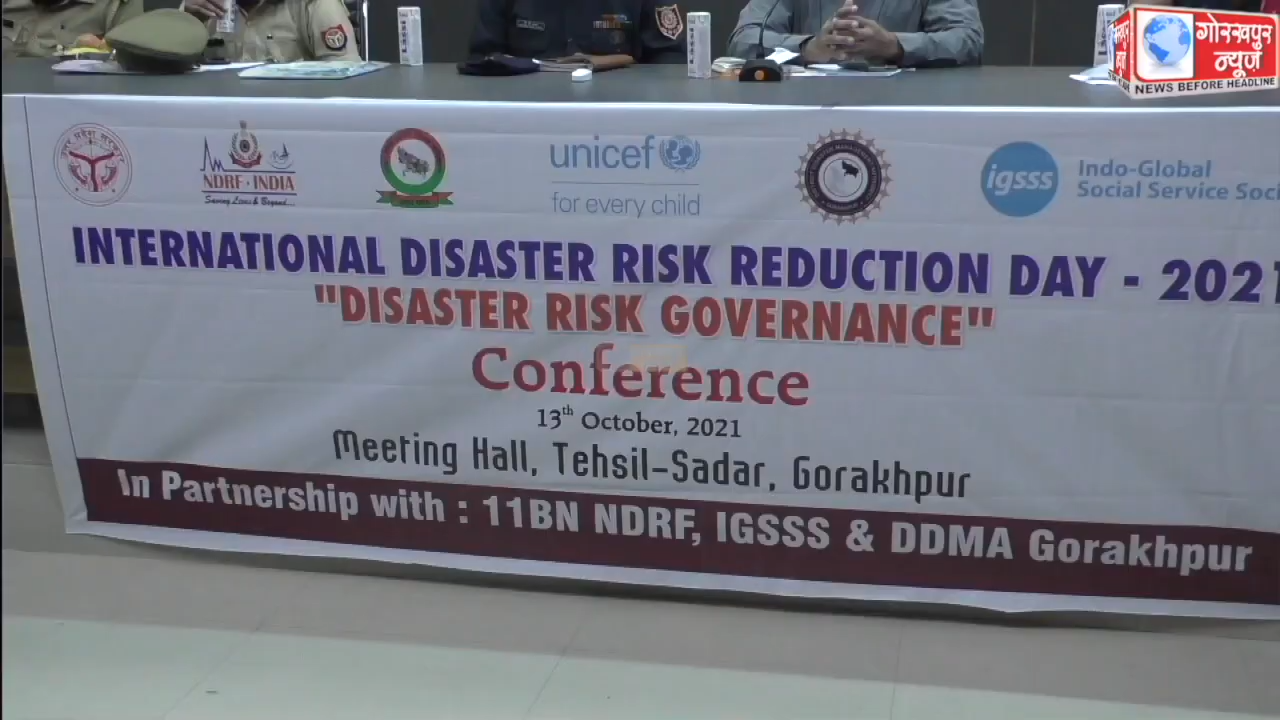 गोरखपुर
न्यूज़
NEWS BEFORE HEADLINE
NDRF - INDIA
Saving Lives & Beyond...
unicef
for every child
igsss
Indo-Global
Social Service Soci
INTERNATIONAL DISASTER RISK REDUCTION DAY - 2021
"DISASTER RISK GOVERNANCE"
Conference
13th October, 2021
Meeting Hall, Tehsil-Sadar, Gorakhpur
In Partnership with : 11BN NDRF, IGSSS & DDMA Gorakhpur